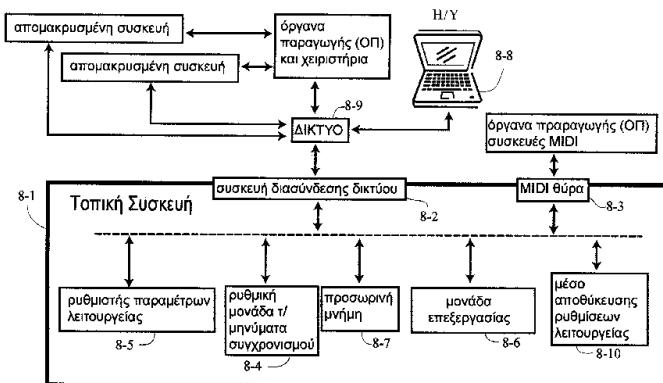 Η/Υ
απομακρυσμένη συσκευή
όργανα
παραγωγής (ΟΠ)
και χειριστήρια
απομακρυσμένη συσκευή
8-8
8-9
ΔΙΚΤΥΟ
όργανα πραραγωγής (ΟΠ)
συσκευές MIDI
8-1
συσκευή διασύνδεσης δικτύου
MIDI θύρα
Τοπική Συσκευή
8-2
8-3
ρυθμιστής παραμέτρων
λειτουργείας
8-5
ρυθμική
μονάδα τ/
μηνύματα
συγχρονισμού
8-4
προσωρινή
μνήμη
8-7
μονάδα
επεξεργασίας
8-6
μέσο
αποθύκευσης
ρυθμίσεων
λειτουργείας
8-10